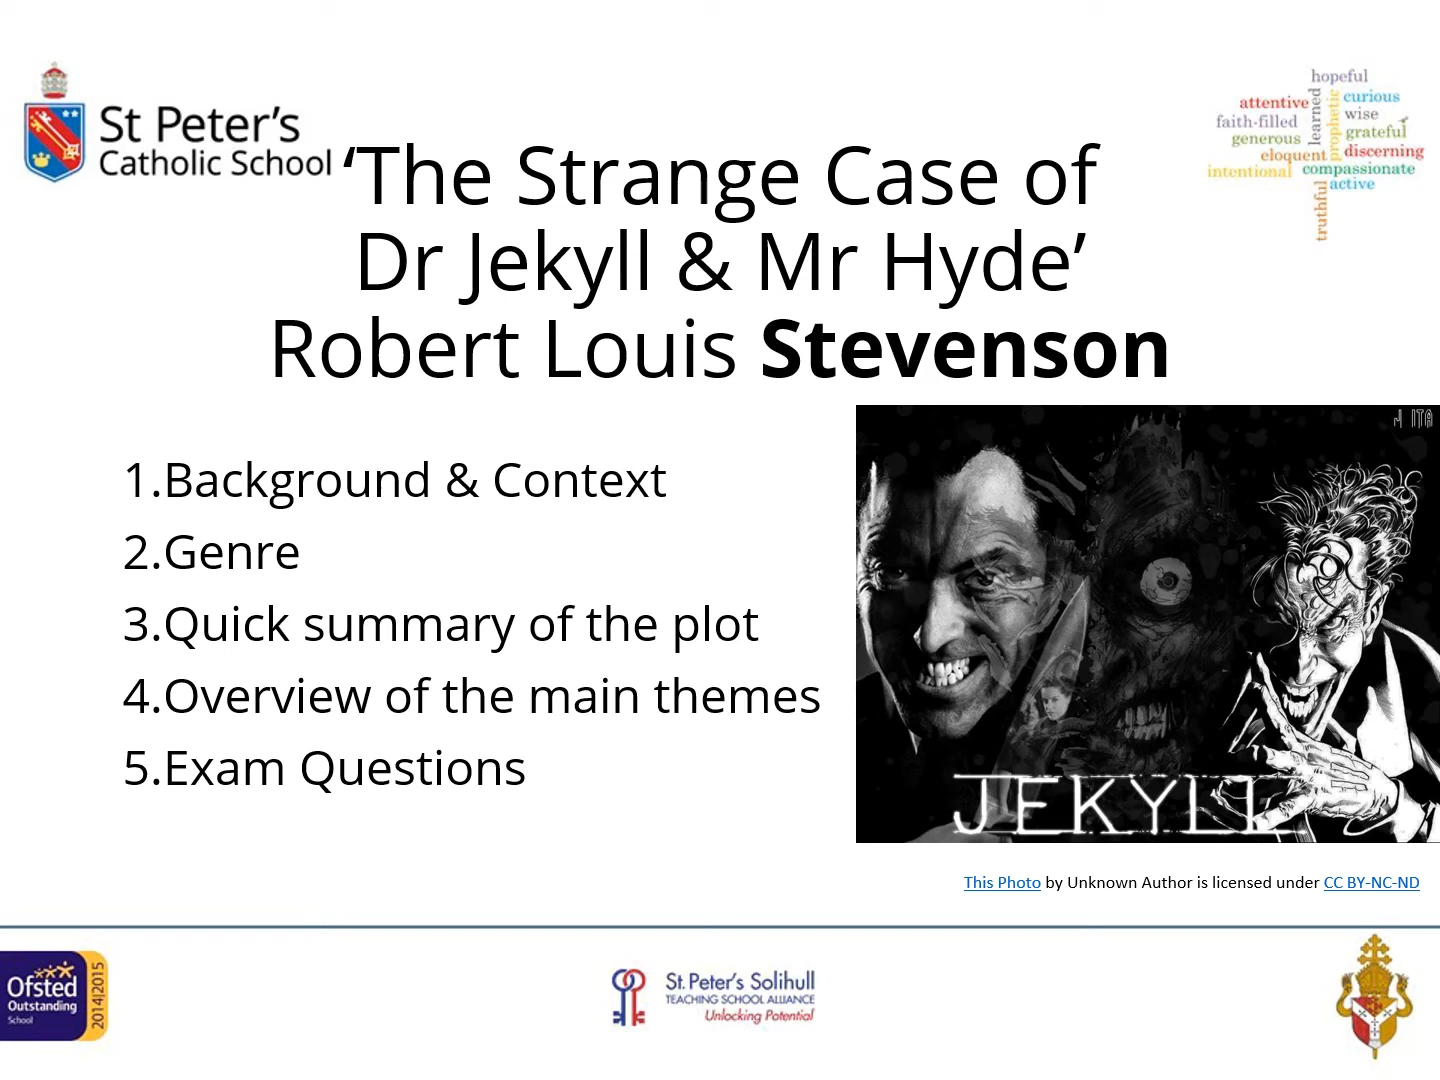 St Peter’s
Catholic School
hopeful
attentive
learned
prophetic
curious
faith-filled
wise
generous
grateful
eloquent
discerning
intentional
compassionate
active
truthful
‘The Strange Case of
Dr Jekyll & Mr Hyde’
Robert Louis Stevenson
1.Background & Context
2.Genre
3.Quick summary of the plot
4.Overview of the main themes
5.Exam Questions
J ITA
JEKYLL
This Photo by Unknown Author is licensed under CC BY-NC-ND
Ofsted
Outstanding
School
2014|2015
St. Peter's Solihull
TEACHING SCHOOL ALLIANCE
Unlocking Potential